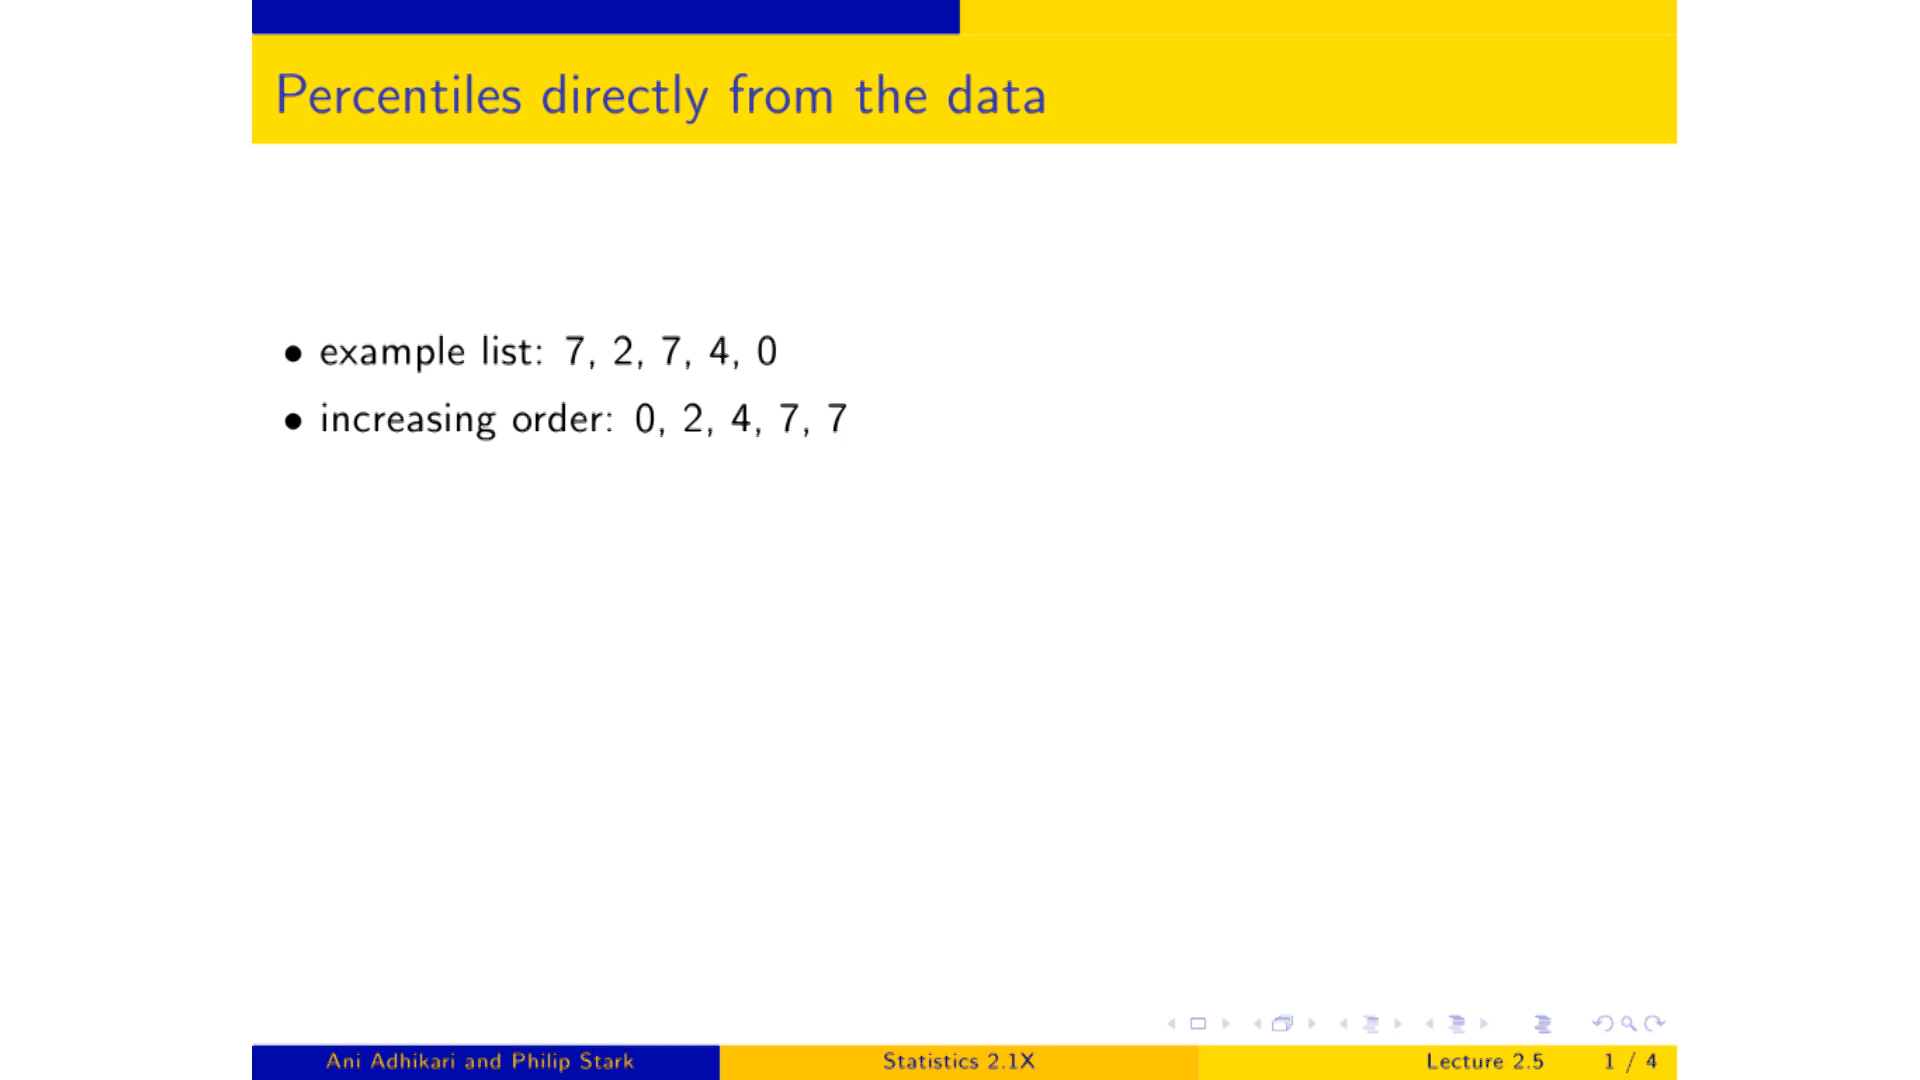 Percentiles directly from the data
• example list: 7, 2, 7, 4, 0
• increasing order: 0, 2, 4, 7, 7
Ani Adhikari and Philip Stark Statistics 2.1X Lecture 2.5 1 / 4